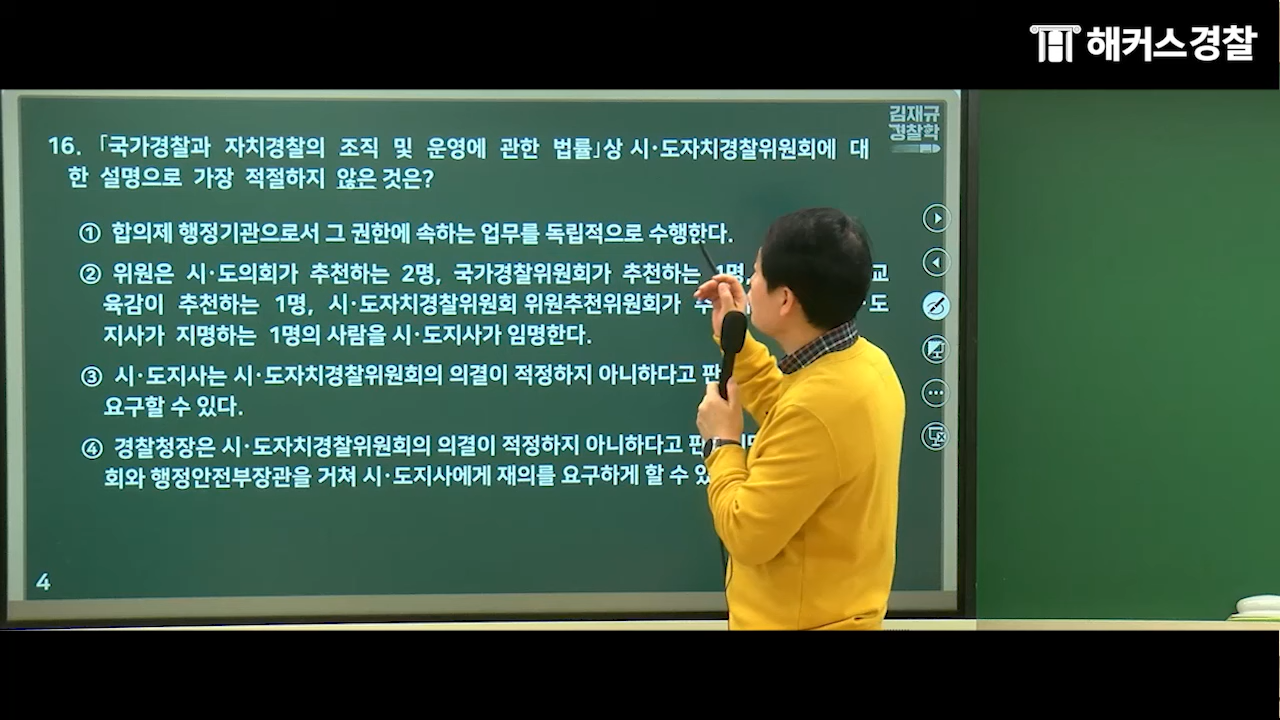 해커스경찰
김재규
경찰학
16. 「국가경찰과 자치경찰의 조직 및 운영에 관한 법률」상 시·도자치경찰위원회에 대
한 설명으로 가장 적절하지 않은 것은?
① 합의제 행정기관으로서 그 권한에 속하는 업무를 독립적으로 수행한다.
② 위원은 시·도의회가 추천하는 2명, 국가경찰위원회가 추천하는 1명, 교
육감이 추천하는 1명, 시·도자치경찰위원회 위원추천위원회가 도
지사가 지명하는 1명의 사람을 시·도지사가 임명한다.
③ 시·도지사는 시·도자치경찰위원회의 의결이 적정하지 아니하다고
요구할 수 있다.
④ 경찰청장은 시·도자치경찰위원회의 의결이 적정하지 아니하다고
회와 행정안전부장관을 거쳐 시·도지사에게 재의를 요구하게 할 수
4